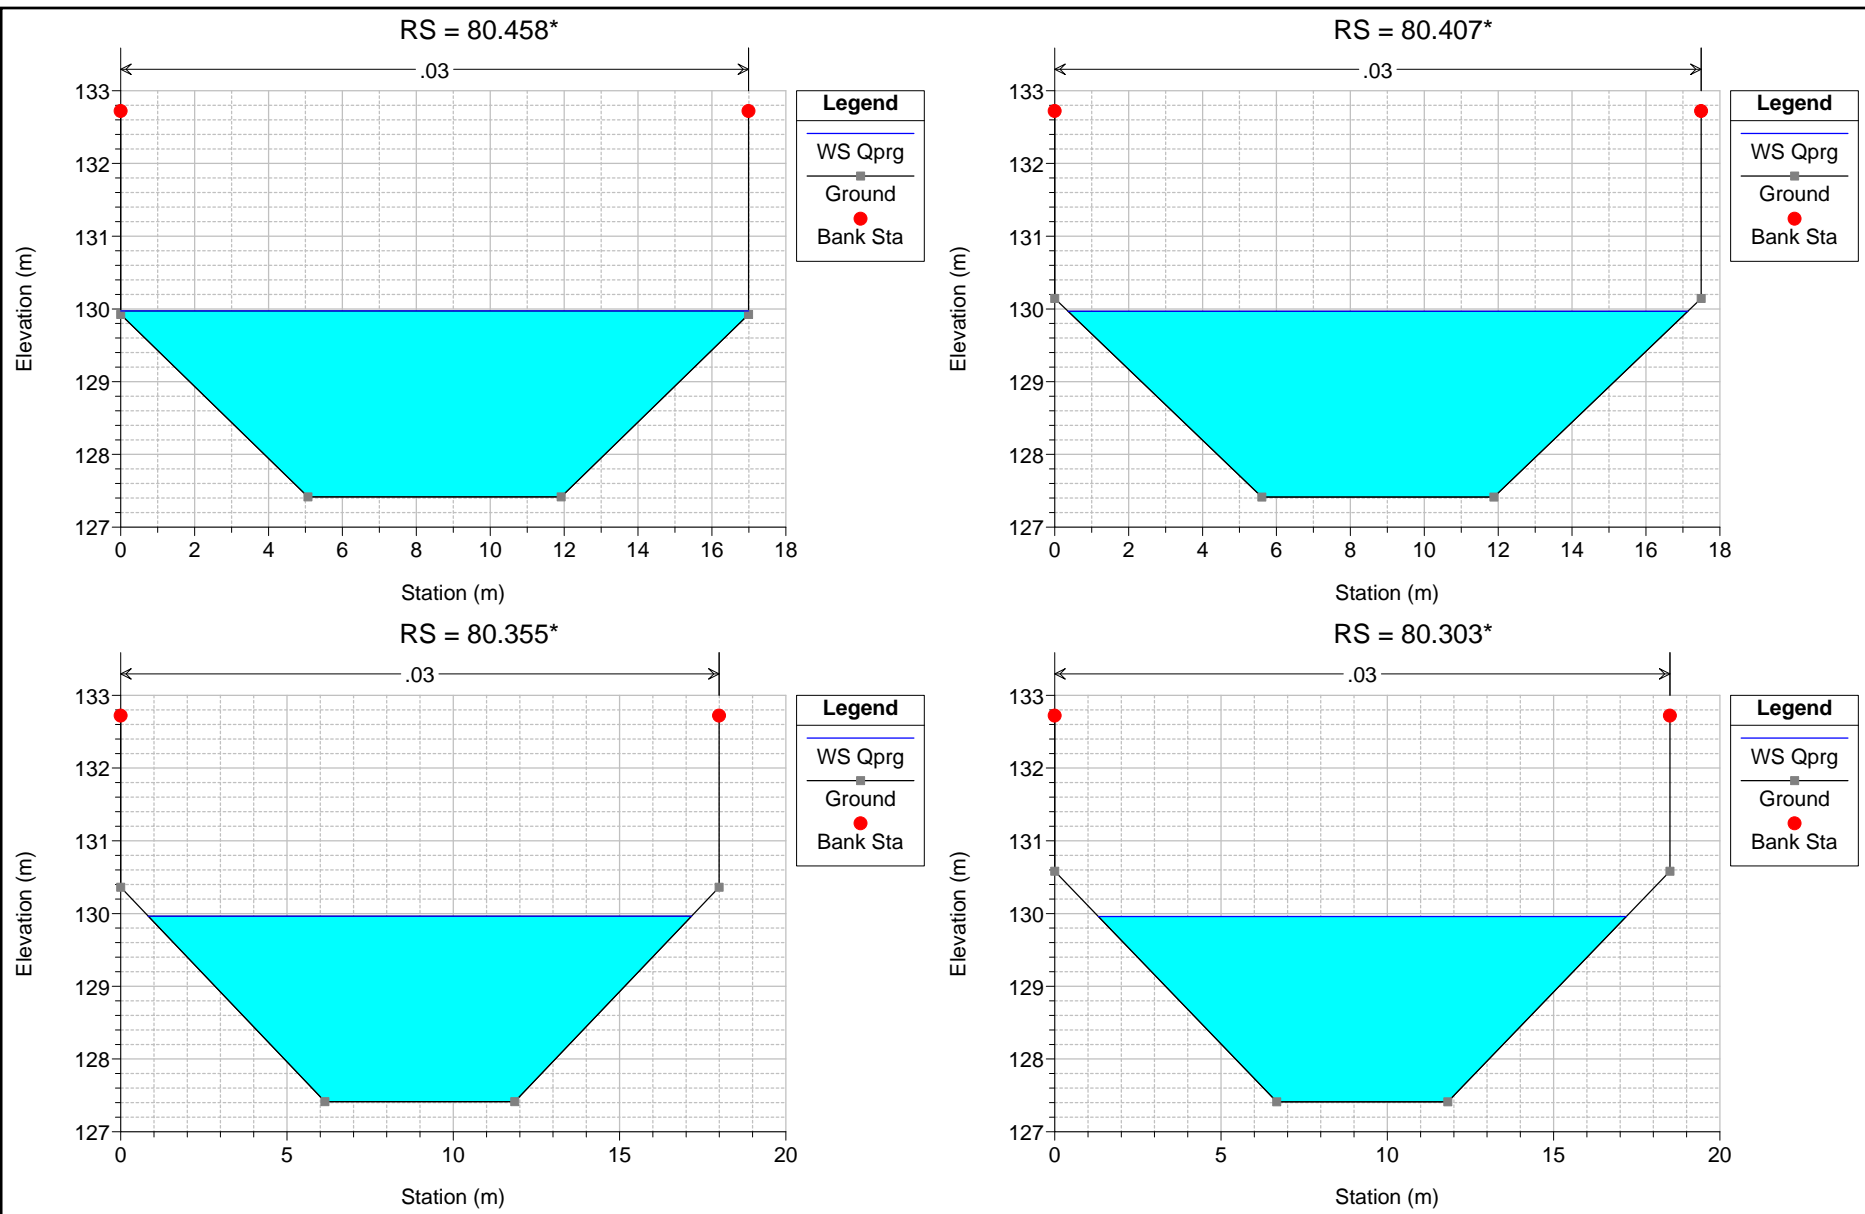 RS = 80.458*
.03
133
132
131
130
129
128
127
0 2 4 6 8 10 12 14 16 18
Elevation (m)
Station (m)
Legend
WS Qprg
Ground
Bank Sta
RS = 80.407*
.03
133
132
131
130
129
128
127
0 2 4 6 8 10 12 14 16 18
Elevation (m)
Station (m)
Legend
WS Qprg
Ground
Bank Sta
RS = 80.355*
.03
133
132
131
130
129
128
127
0 5 10 15 20
Elevation (m)
Station (m)
Legend
WS Qprg
Ground
Bank Sta
RS = 80.303*
.03
133
132
131
130
129
128
127
0 5 10 15 20
Elevation (m)
Station (m)
Legend
WS Qprg
Ground
Bank Sta